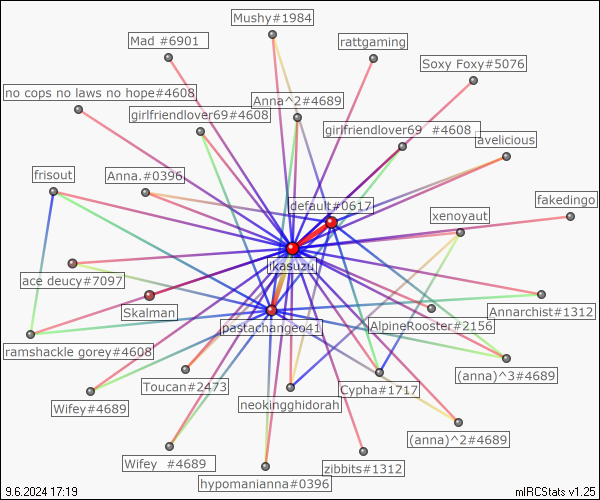 Mushy#1984
Mad #6901
rattgaming
Soxy Foxy#5076
no cops no laws no hope#4608
Anna^2#4689
girlfriendlover69#4608
girlfriendlover69 #4608
avelicious
frisout
Anna.#0396
default#0617
xenoyaut
fakedingo
ikasuzu
ace deucy#7097
Skalman
pastachangeo41
AlpineRooster#2156
Annarchist#1312
ramshackle gorey#4608
Toucan#2473
Cypha#1717
(anna)^3#4689
Wifey#4689
neokingghidorah
(anna)^2#4689
Wifey #4689
hypomanianna#0396
zibbits#1312
9.6.2024 17:19
mIRCStats v1.25